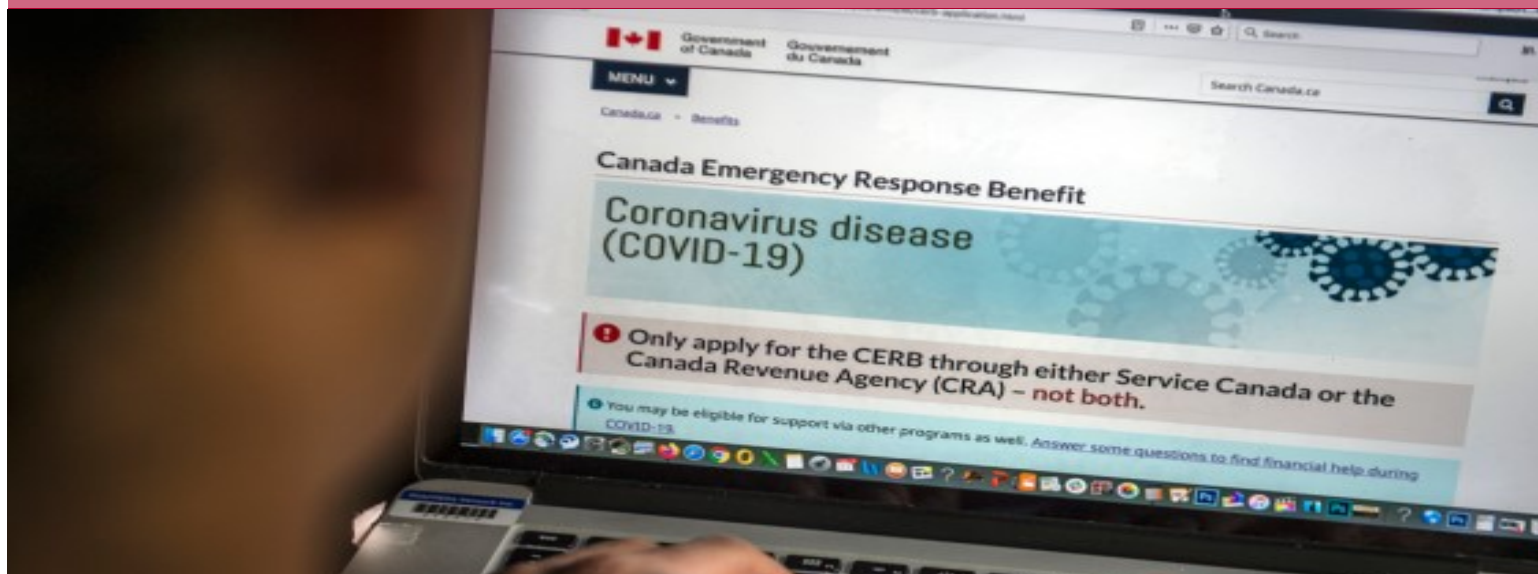 Search
Government
of Canada
Gouvernement
du Canada
MENU
Search Canada.ca
Canada.ca
Benefits
Canada Emergency Response Benefit
Coronavirus disease
(COVID-19)
Only apply for the CERB through either Service Canada or the
Canada Revenue Agency (CRA) – not both.
You may be eligible for support via other programs as well. Answer some questions to find financial help during
COVID-19.